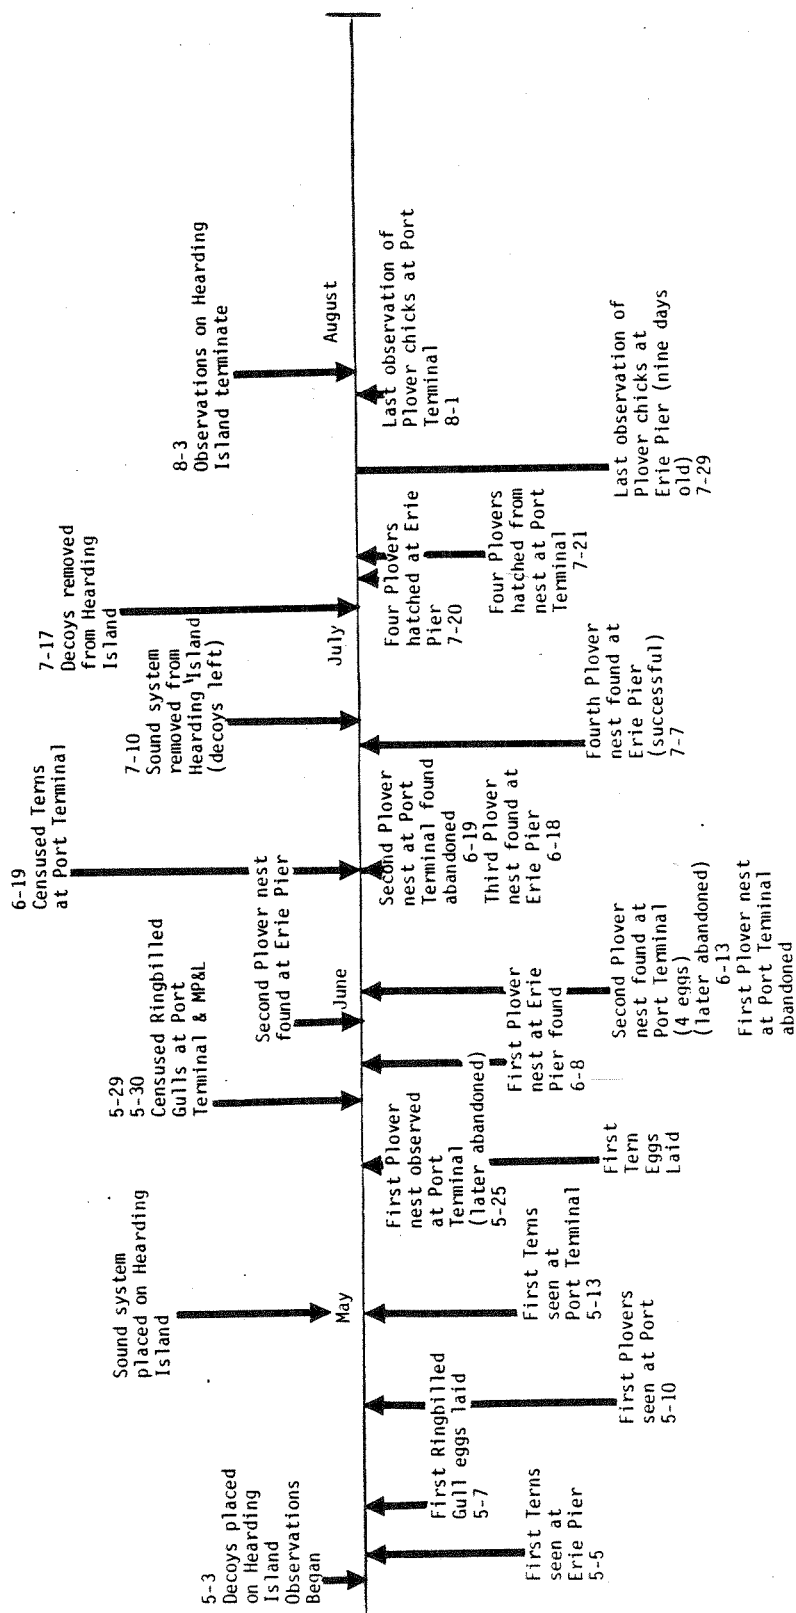 5-3
Decoys placed
on Hearding
Island
Observations
Began
Sound system
placed on Hearding
Island
5-29
5-30
Censused Ringbilled
Gulls at Port
Terminal & MP&L
Second Plover nest
found at Erie Pier
6-19
Censused Terns
at Port Terminal
7-10
Sound system
removed from
Hearding Island
(decoys left)
7-17
Decoys removed
from Hearding
Island
8-3
Observations on Hearding
Island terminate
May
June
July
August
First Terns
seen at
Erie Pier
5-5
First Ringbilled
Gull eggs laid
5-7
First Plovers
seen at Port
5-10
First Terns
seen at
Port Terminal
5-13
First Plover
nest observed
at Port
Terminal
(later abandoned)
5-25
First
Tern
Eggs
Laid
First Plover
nest at Erie
Pier found
6-8
Second Plover
nest found at
Port Terminal
(4 eggs)
(later abandoned)
6-13
First Plover nest
at Port Terminal
abandoned
Second Plover
nest at Port
Terminal found
abandoned
6-19
Third Plover
nest found at
Erie Pier
6-18
Fourth Plover
nest found at
Erie Pier
(successful)
7-7
Four Plovers
hatched at Erie
Pier
7-20
Four Plovers
hatched from
nest at Port
Terminal
7-21
Last observation of
Plover chicks at
Erie Pier (nine days
old)
7-29
Last observation of
Plover chicks at Port
Terminal
8-1